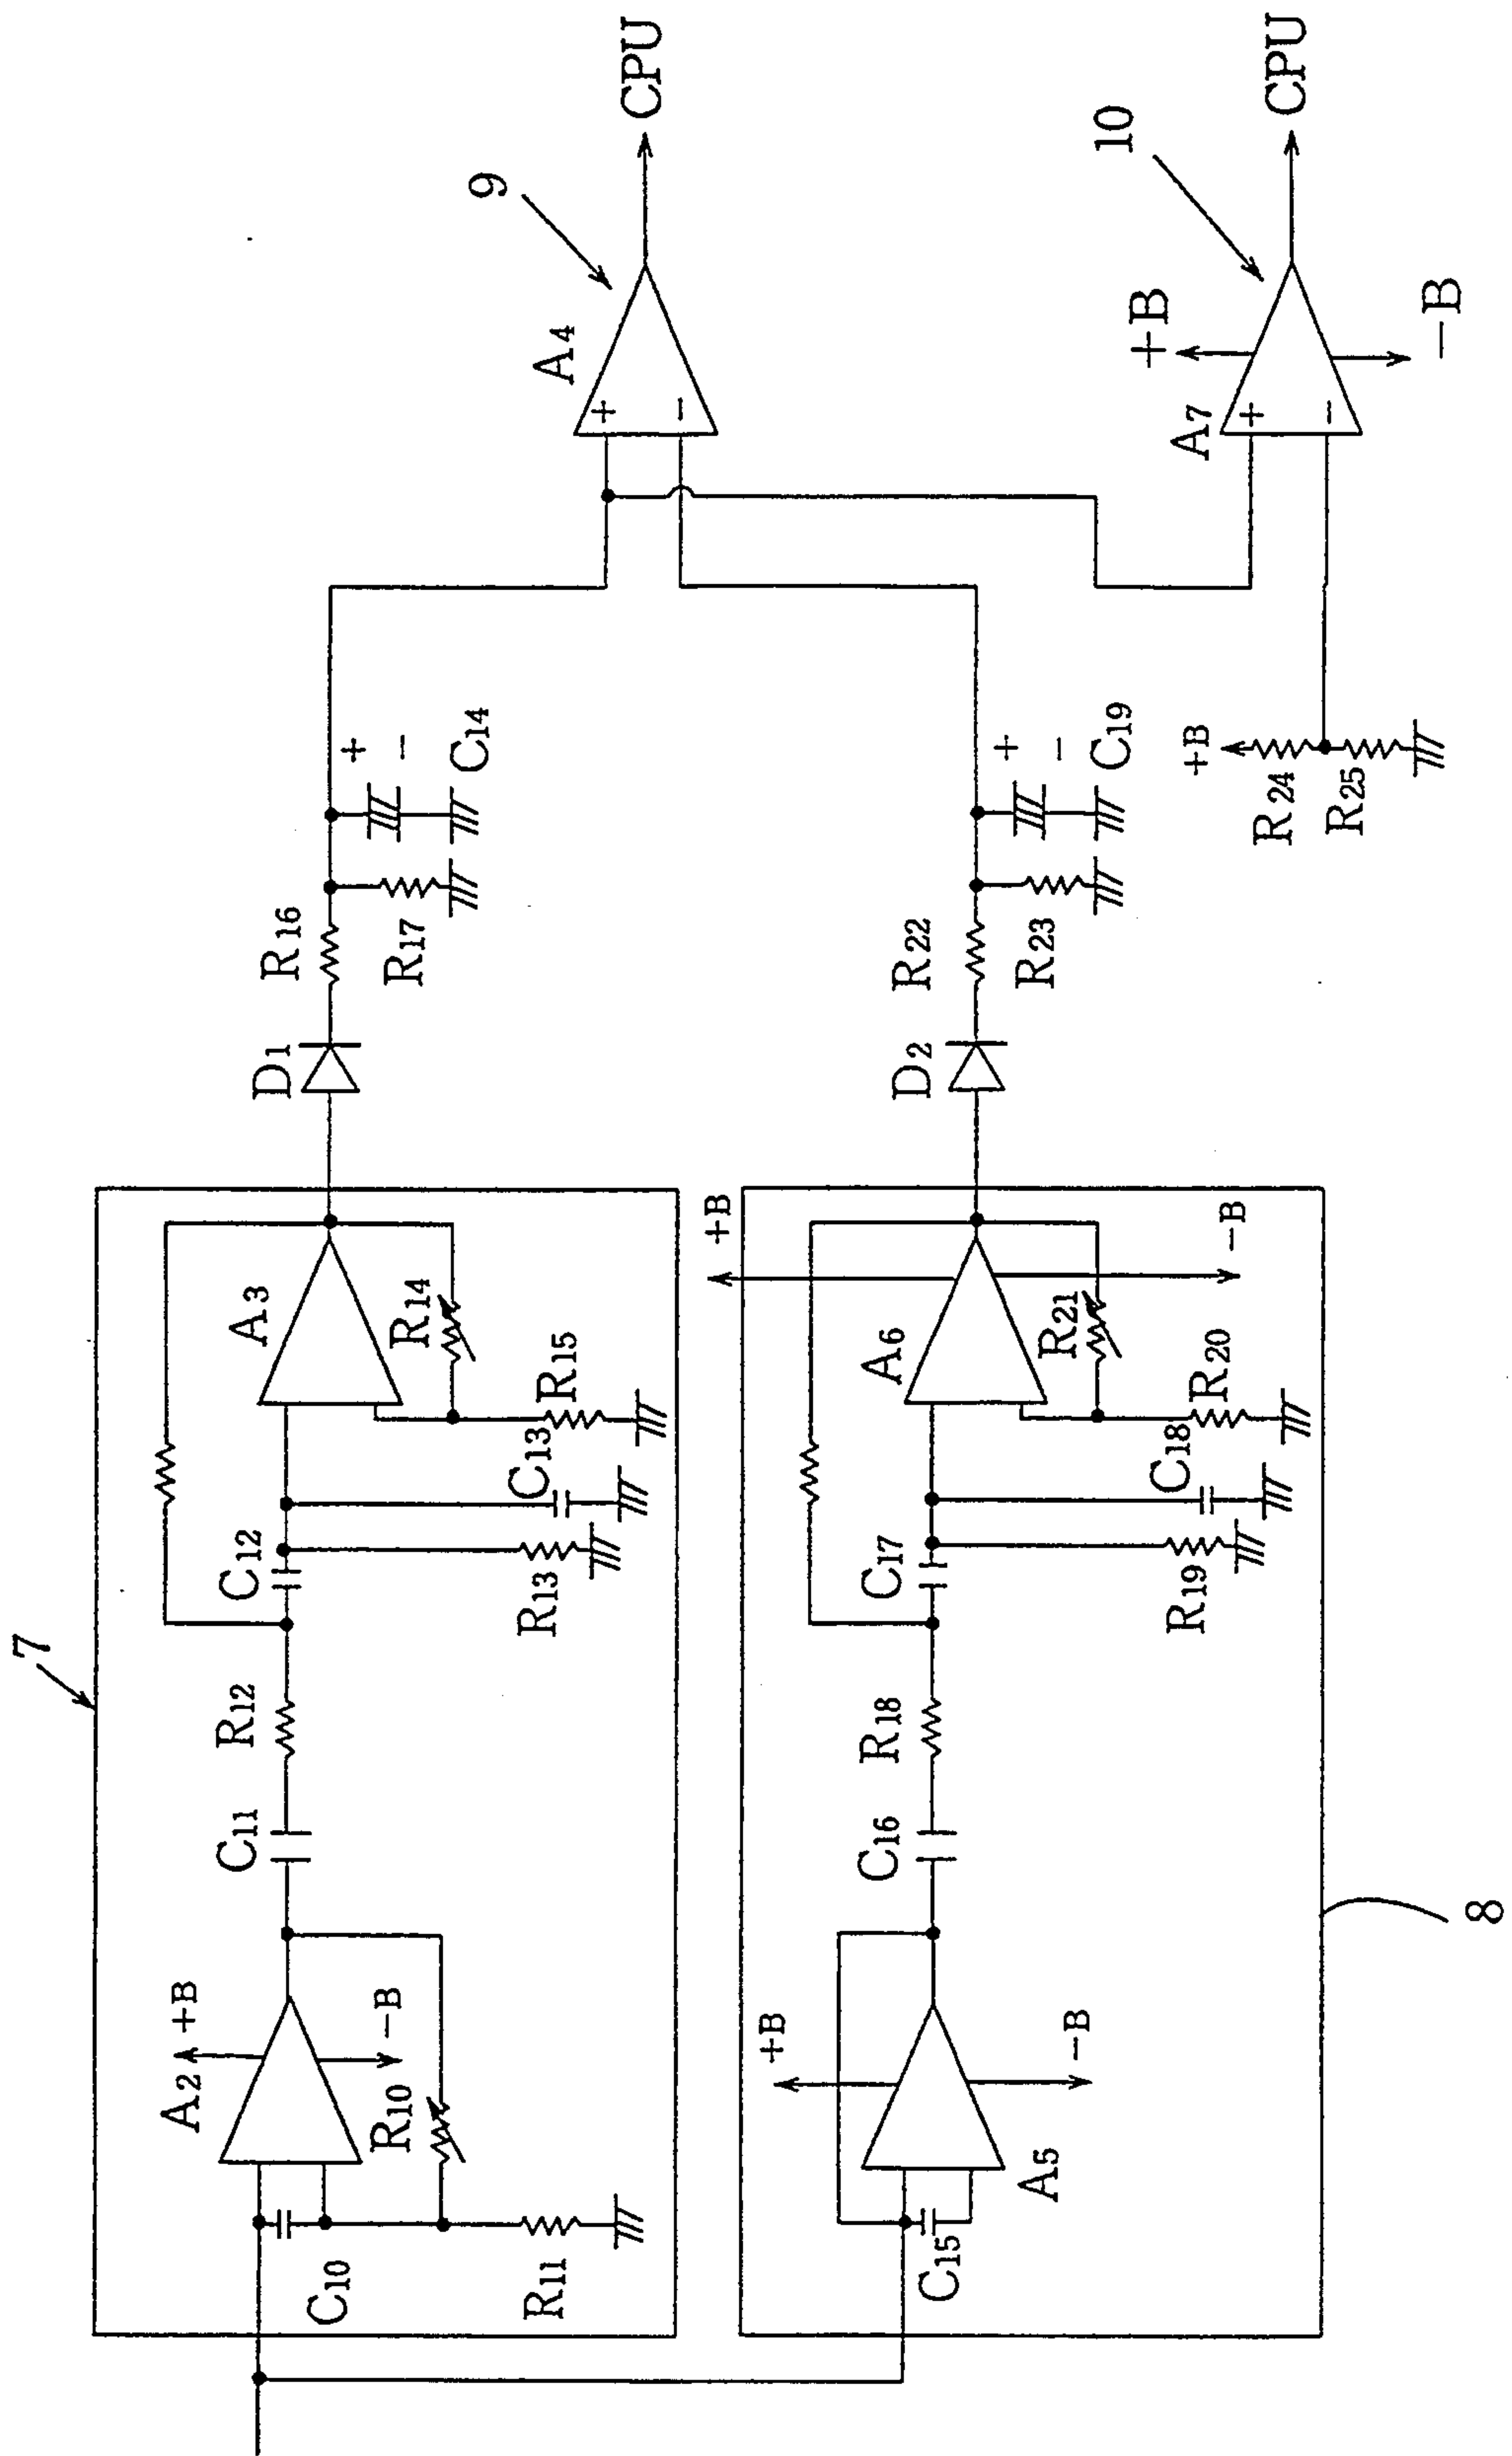 7
A2
+B
−B
R10
C10
R11
C11
R12
C12
R13
C13
A3
R14
R15
D1
R16
R17
+
−
C14
A4
+
−
9
CPU
8
A5
+B
−B
C15
C16
R18
C17
R19
C18
A6
+B
−B
R21
R20
D2
R22
R23
+
−
C19
+B
R24
R25
A7
+
−
+B
−B
10
CPU